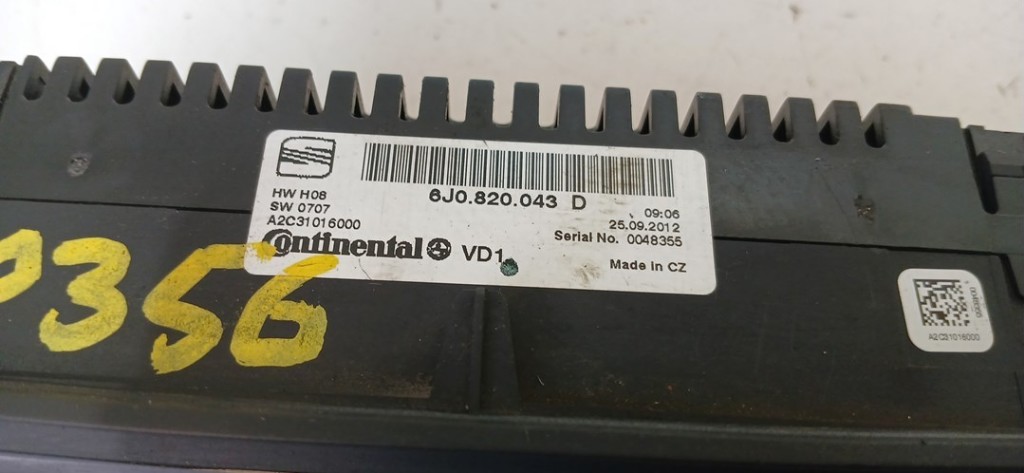 6J0.820.043 D
HW H08
SW 0707
A2C31016000
09:06
25.09.2012
Serial No. 0048355
Continental VD1
Made in CZ
356
0048355
A2C31016000